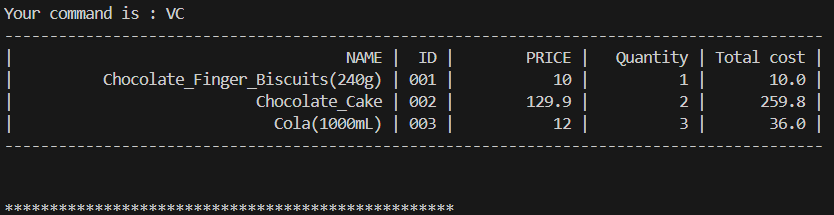 Your command is : VC
-------------------------------------------------------------------------------------------
|                                     NAME |  ID |        PRICE |   Quantity | Total cost |
|          Chocolate_Finger_Biscuits(240g) | 001 |           10 |          1 |       10.0 |
|                           Chocolate_Cake | 002 |        129.9 |          2 |      259.8 |
|                             Cola(1000mL) | 003 |           12 |          3 |       36.0 |
-------------------------------------------------------------------------------------------
**************************************************